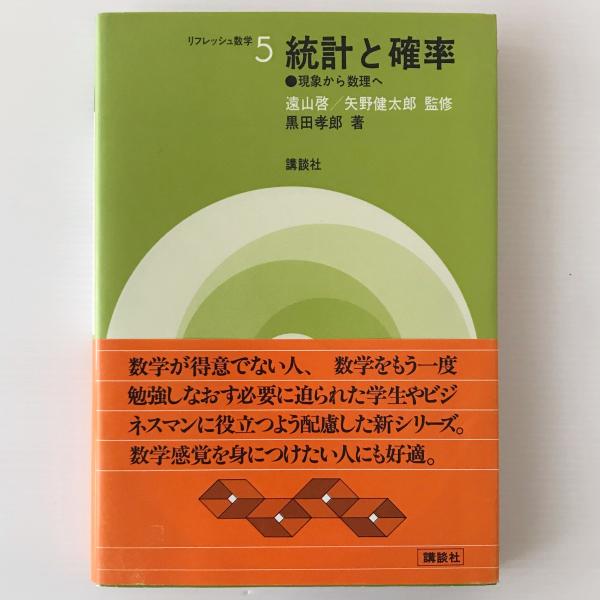 リフレッシュ数学 5 統計と確率
●現象から数理へ
遠山啓／矢野健太郎 監修
黒田孝郎 著
講談社
数学が得意でない人、 数学をもう一度
勉強しなおす必要に迫られた学生やビジ
ネスマンに役立つよう配慮した新シリーズ。
数学感覚を身につけたい人にも好適。
講談社